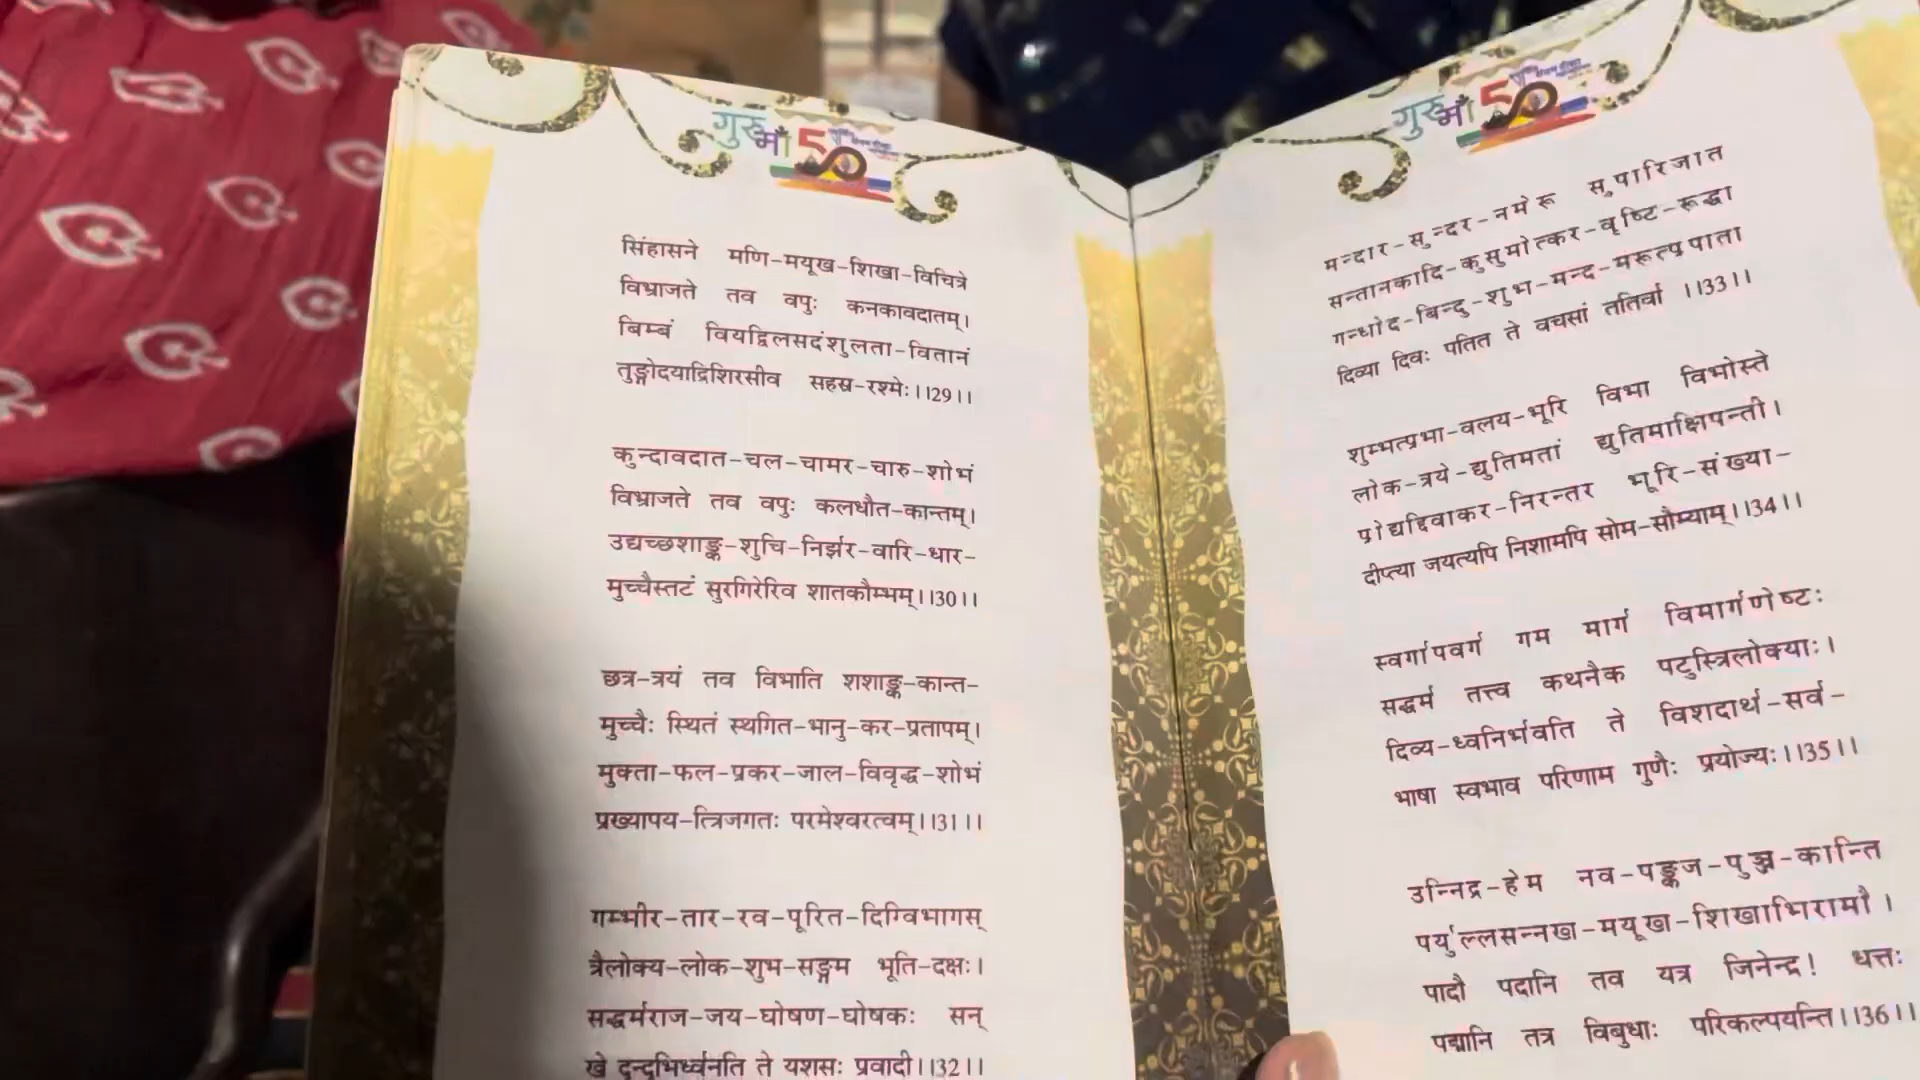 गुरु माँ 50
सिंहासने मणि-मयूख-शिखा-विचित्रे
विभ्राजते तव वपुः कनकावदातम्।
बिम्बं वियद्विलसदंशुलता-वितानं
तुङ्गोदयाद्रिशिरसीव सहस्र-रश्मेः।।29।।
कुन्दावदात-चल-चामर-चारु-शोभं
विभ्राजते तव वपुः कलधौत-कान्तम्।
उद्यच्छशाङ्क-शुचि-निर्झर-वारि-धार-
मुच्चैस्तटं सुरगिरेरिव शातकौम्भम्।।30।।
छत्र-त्रयं तव विभाति शशाङ्क-कान्त-
मुच्चैः स्थितं स्थगित-भानु-कर-प्रतापम्।
मुक्ता-फल-प्रकर-जाल-विवृद्ध-शोभं
प्रख्यापय-त्त्रिजगतः परमेश्वरत्वम्।।31।।
गम्भीर-तार-रव-पूरित-दिग्विभागस्
त्रैलोक्य-लोक-शुभ-सङ्गम भूति-दक्षः।
सद्धर्मराज-जय-घोषण-घोषकः सन्
खे दुन्दुभिर्ध्वनति ते यशसः प्रवादी।।32।।
गुरु माँ 50
मन्दार-सुन्दर-नमेरू सुपारिजात
सन्तानकादि-कुसुमोत्कर-वृष्टि-रूद्धा
गन्धोद-बिन्दु-शुभ-मन्द-मरूत्प्रपाता
दिव्या दिवः पतित ते वचसां ततिर्वा ।।33।।
शुम्भत्प्रभा-वलय-भूरि विभा विभोस्ते
लोक-त्रये-द्युतिमतां द्युतिमाक्षिपन्ती।
प्रोद्यद्दिवाकर-निरन्तर भूरि-संख्या-
दीप्त्या जयत्यपि निशामपि सोम-सौम्याम्।।34।।
स्वर्गापवर्ग गम मार्ग विमार्गणेष्टः
सद्धर्म तत्त्व कथनैक पटुस्त्रिलोक्याः।
दिव्य-ध्वनिर्भवति ते विशदार्थ-सर्व-
भाषा स्वभाव परिणाम गुणैः प्रयोज्यः।।35।।
उन्निद्र-हेम नव-पङ्कज-पुञ्ज-कान्ति
पर्युल्लसन्नखा-मयूखा-शिखाभिरामौ।
पादौ पदानि तव यत्र जिनेन्द्र! धत्तः
पद्मानि तत्र विबुधाः परिकल्पयन्ति।।36।।